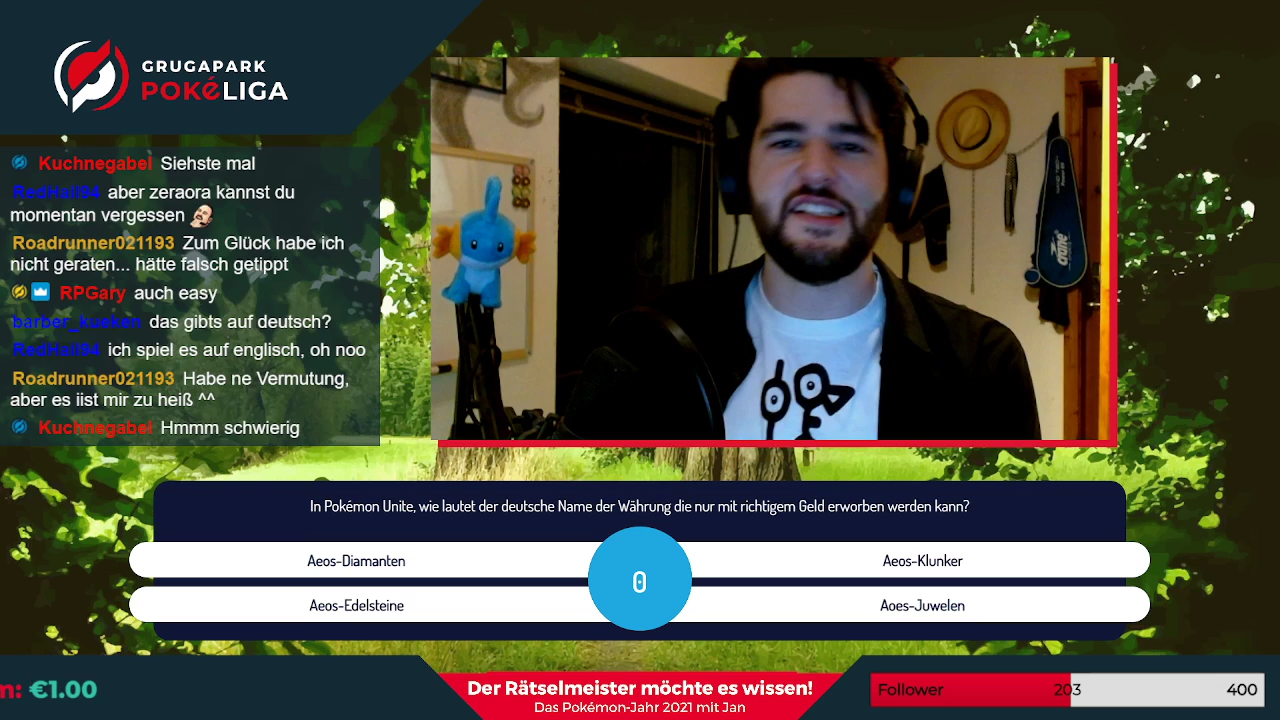 GRUGAPARK
POKéLIGA
Kuchnegabel Siehste mal
RedHail94 aber zeraora kannst du
momentan vergessen
Roadrunner021193 Zum Glück habe ich
nicht geraten... hätte falsch getippt
RPGary auch easy
barber_kueken das gibts auf deutsch?
RedHail94 ich spiel es auf englisch, oh noo
Roadrunner021193 Habe ne Vermutung,
aber es iist mir zu heiß ^^
Kuchnegabel Hmmm schwierig
In Pokémon Unite, wie lautet der deutsche Name der Währung die nur mit richtigem Geld erworben werden kann?
Aeos-Diamanten
Aeos-Klunker
0
Aeos-Edelsteine
Aoes-Juwelen
m: €1.00
Der Rätselmeister möchte es wissen!
Das Pokémon-Jahr 2021 mit Jan
Follower 203 400